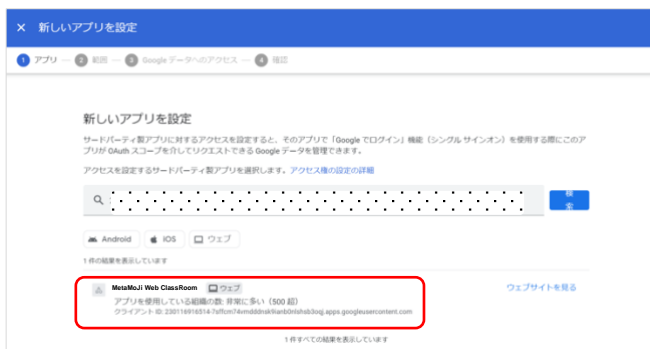 × 新しいアプリを設定
1 アプリ — 2 範囲 — 3 Google データへのアクセス — 4 確認
新しいアプリを設定
サードパーティ製アプリに対するアクセスを設定すると、そのアプリで「Google でログイン」機能（シングル サインオン）を使用する際にこのア
プリが OAuth スコープを介してリクエストできる Google データを管理できます。
アクセスを設定するサードパーティ製アプリを選択します。アクセス権の設定の詳細
検
索
Android iOS ウェブ
1 件の結果を表示しています
MetaMoJi Web ClassRoom ウェブ ウェブサイトを見る
アプリを使用している組織の数: 非常に多い（500 超）
クライアント ID:
1 件すべての結果を表示しています